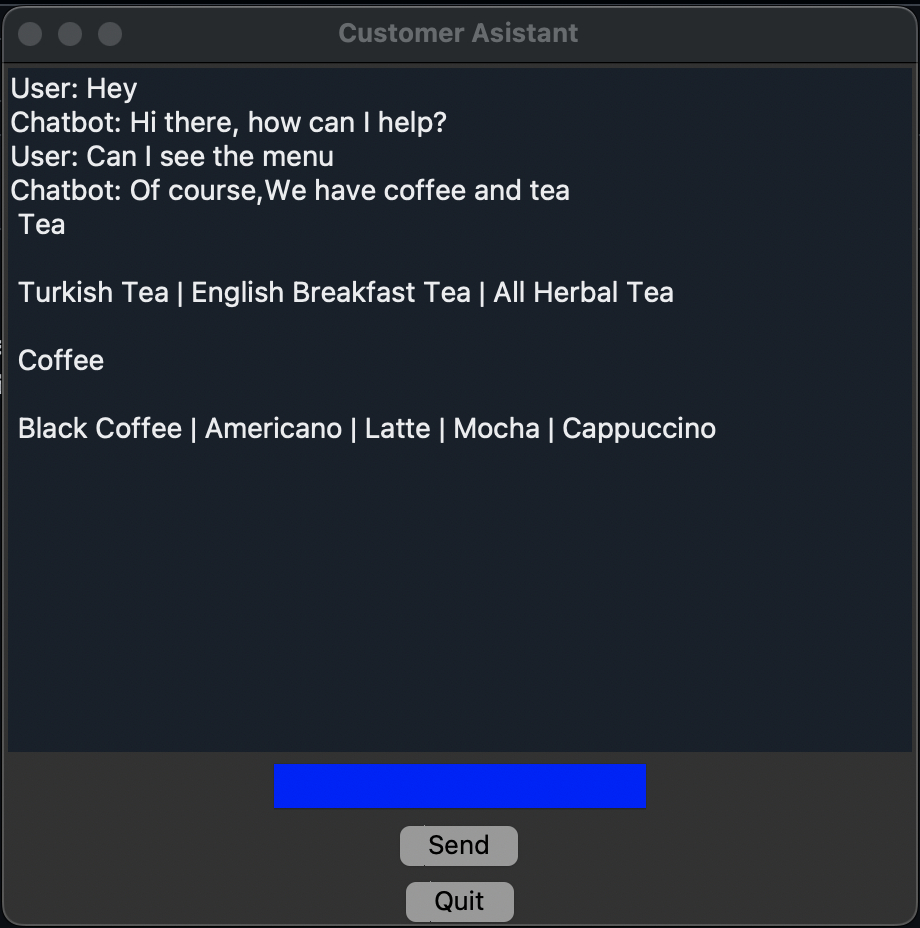 Customer Asistant
User: Hey
Chatbot: Hi there, how can I help?
User: Can I see the menu
Chatbot: Of course,We have coffee and tea
Tea
Turkish Tea | English Breakfast Tea | All Herbal Tea
Coffee
Black Coffee | Americano | Latte | Mocha | Cappuccino
Send
Quit